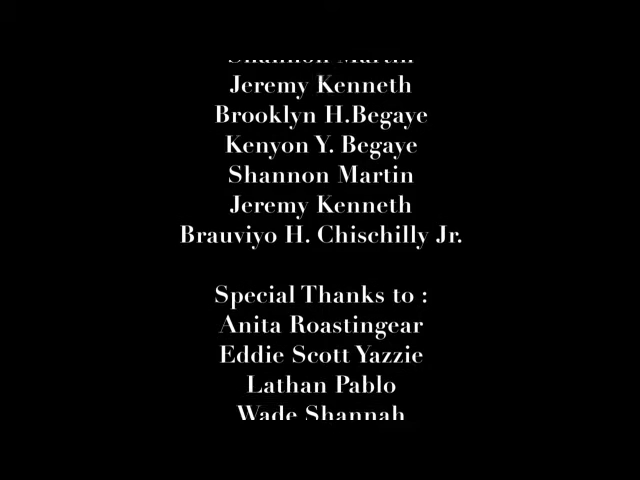 Shannon Martin
Jeremy Kenneth
Brooklyn H.Begaye
Kenyon Y. Begaye
Shannon Martin
Jeremy Kenneth
Brauviyo H. Chischilly Jr.
Special Thanks to :
Anita Roastingear
Eddie Scott Yazzie
Lathan Pablo
Wade Shannah